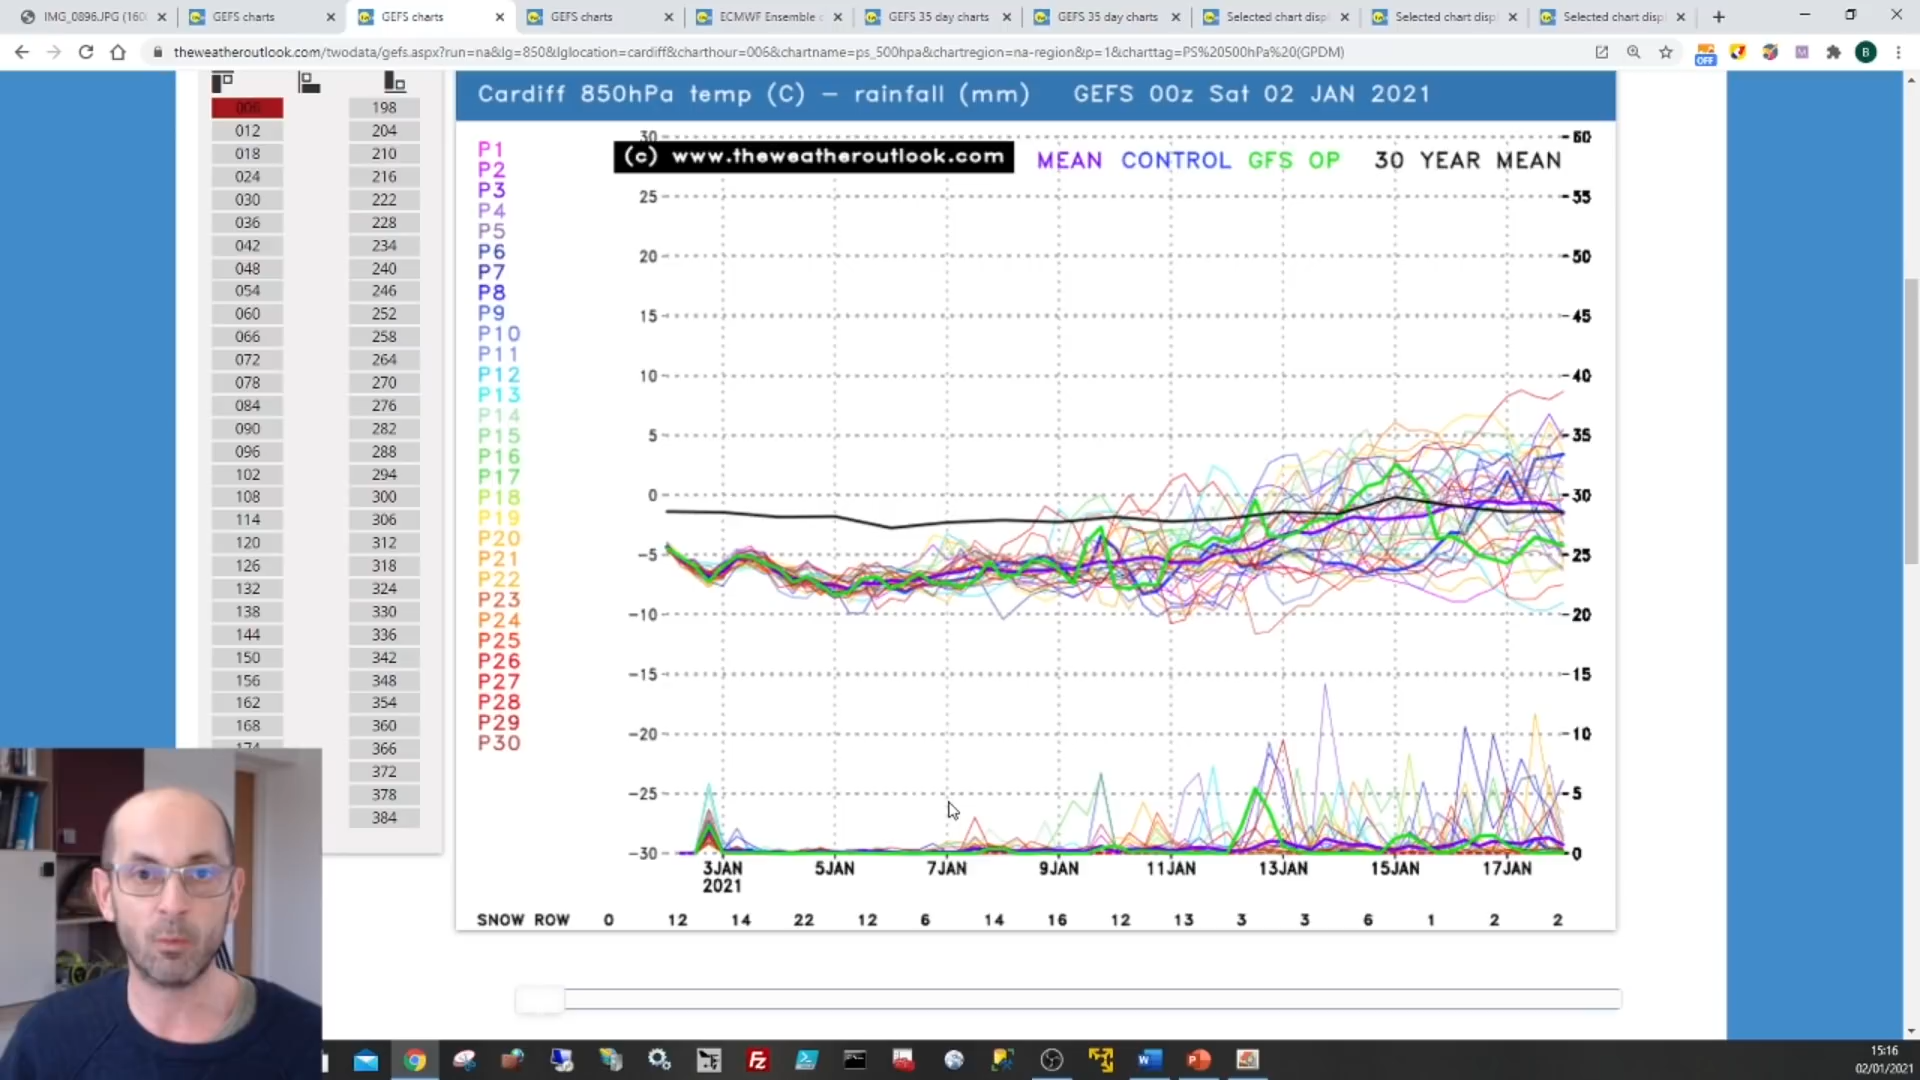 IMG_0896.JPG (160
GEFS charts
GEFS charts
GEFS charts
ECMWF Ensemble c
GEFS 35 day charts
GEFS 35 day charts
Selected chart disp
Selected chart disp
Selected chart disp
theweatheroutlook.com/twodata/gefs.aspx?run=na&lg=850&lglocation=cardiff&charthour=006&chartname=ps_500hpa&chartregion=na-region&p=1&charttag=PS%20500hPa%20(GPDM)
OFF
B
006 198
012 204
018 210
024 216
030 222
036 228
042 234
048 240
054 246
060 252
066 258
072 264
078 270
084 276
090 282
096 288
102 294
108 300
114 306
120 312
126 318
132 324
138 330
144 336
150 342
156 348
162 354
168 360
174 366
372
378
384
Cardiff 850hPa temp (C) – rainfall (mm) GEFS 00z Sat 02 JAN 2021
(c) www.theweatheroutlook.com
MEAN CONTROL GFS OP 30 YEAR MEAN
P1
P2
P3
P4
P5
P6
P7
P8
P9
P10
P11
P12
P13
P14
P15
P16
P17
P18
P19
P20
P21
P22
P23
P24
P25
P26
P27
P28
P29
P30
30 60
25 55
20 50
15 45
10 40
5 35
0 30
-5 25
-10 20
-15 15
-20 10
-25 5
-30 0
3JAN 5JAN 7JAN 9JAN 11JAN 13JAN 15JAN 17JAN
2021
SNOW ROW 0 12 14 22 12 6 14 16 12 13 3 3 6 1 2 2
15:16
02/01/2021